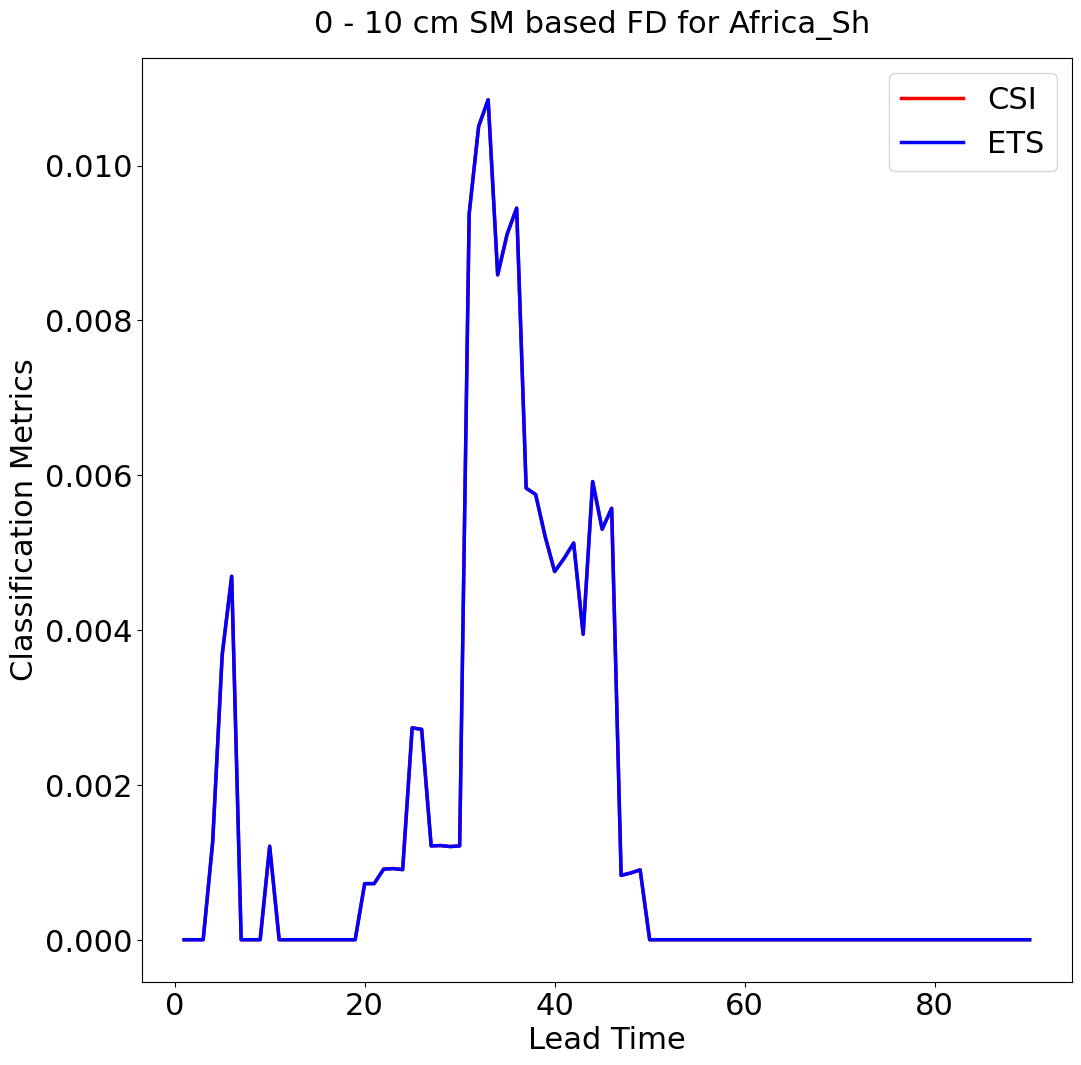 0 - 10 cm SM based FD for Africa_Sh
CSI
ETS
Classification Metrics
0.010
0.008
0.006
0.004
0.002
0.000
0 20 40 60 80
Lead Time